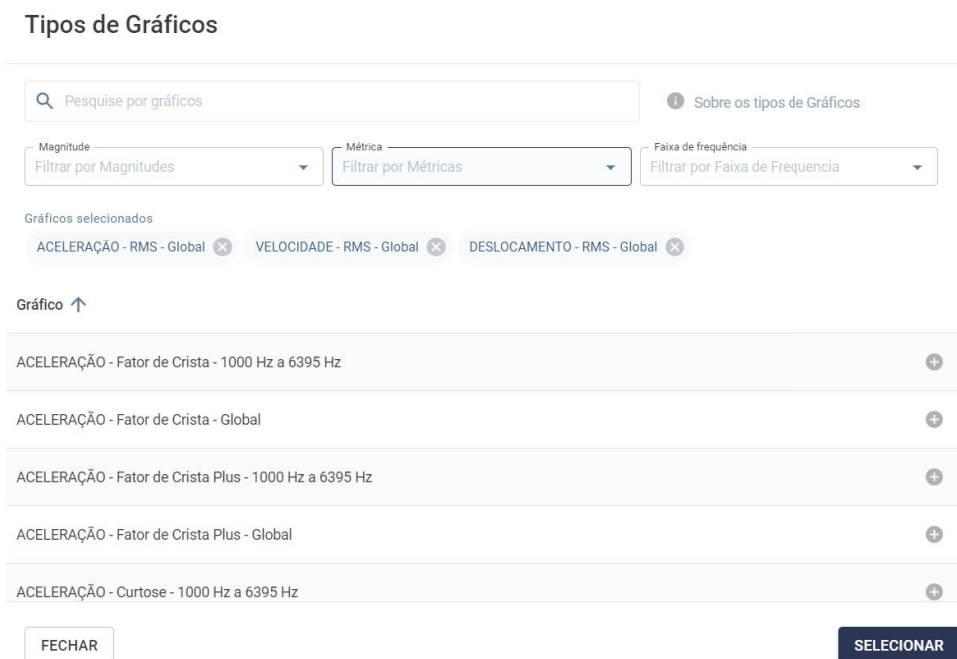 Tipos de Gráficos
Pesquise por gráficos
Sobre os tipos de Gráficos
Magnitude
Filtrar por Magnitudes
Métrica
Filtrar por Métricas
Faixa de frequência
Filtrar por Faixa de Frequencia
Gráficos selecionados
ACELERAÇÃO - RMS - Global
VELOCIDADE - RMS - Global
DESLOCAMENTO - RMS - Global
Gráfico
ACELERAÇÃO - Fator de Crista - 1000 Hz a 6395 Hz
ACELERAÇÃO - Fator de Crista - Global
ACELERAÇÃO - Fator de Crista Plus - 1000 Hz a 6395 Hz
ACELERAÇÃO - Fator de Crista Plus - Global
ACELERAÇÃO - Curtose - 1000 Hz a 6395 Hz
FECHAR
SELECIONAR